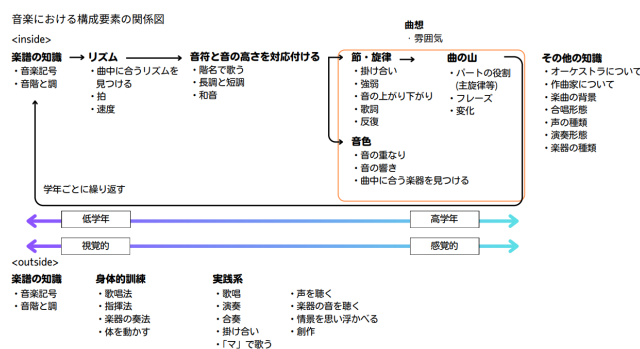 音楽における構成要素の関係図
<inside>
楽譜の知識
・音楽記号
・音階と調
リズム
・曲中に合うリズムを
見つける
・拍
・速度
音符と音の高さを対応付ける
・階名で歌う
・長調と短調
・和音
曲想
・雰囲気
節・旋律
・掛け合い
・強弱
・音の上がり下がり
・歌詞
・反復
曲の山
・パートの役割
(主旋律等)
・フレーズ
・変化
音色
・音の重なり
・音の響き
・曲中に合う楽器を見つける
その他の知識
・オーケストラについて
・作曲家について
・楽曲の背景
・合唱形態
・声の種類
・演奏形態
・楽器の種類
学年ごとに繰り返す
低学年
高学年
視覚的
感覚的
<outside>
楽譜の知識
・音楽記号
・音階と調
身体的訓練
・歌唱法
・指揮法
・楽器の奏法
・体を動かす
実践系
・歌唱
・演奏
・合奏
・掛け合い
・「マ」で歌う
・声を聴く
・楽器の音を聴く
・情景を思い浮かべる
・創作